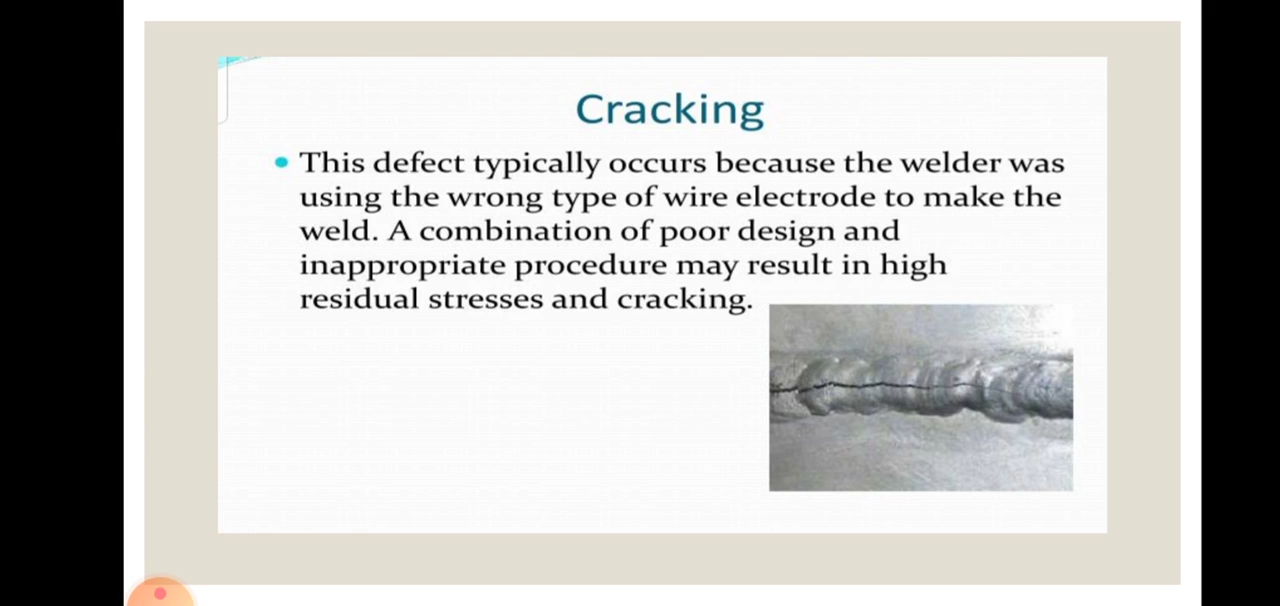 Cracking
This defect typically occurs because the welder was
using the wrong type of wire electrode to make the
weld. A combination of poor design and
inappropriate procedure may result in high
residual stresses and cracking.